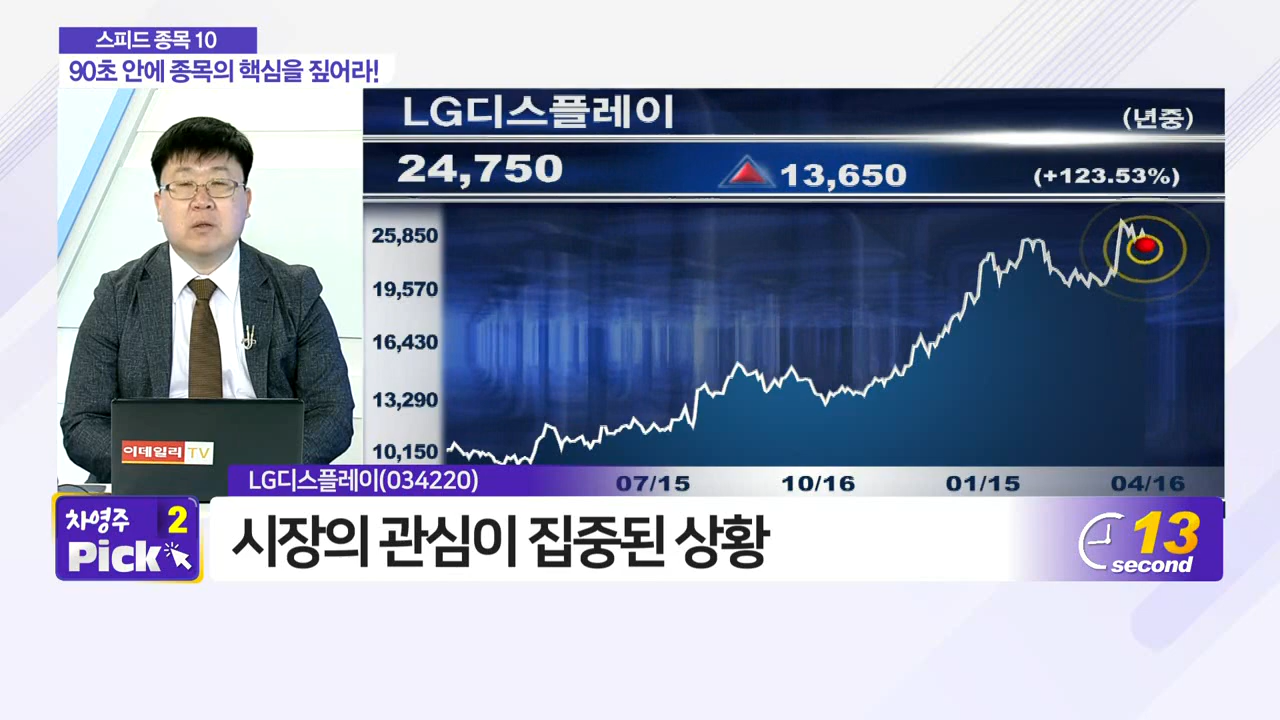 스피드 종목 10
90초 안에 종목의 핵심을 짚어라!
LG디스플레이
(년중)
24,750
13,650
(+123.53%)
25,850
19,570
16,430
13,290
10,150
07/15
10/16
01/15
04/16
이데일리TV
LG디스플레이(034220)
차영주 2
Pick
시장의 관심이 집중된 상황
13
second